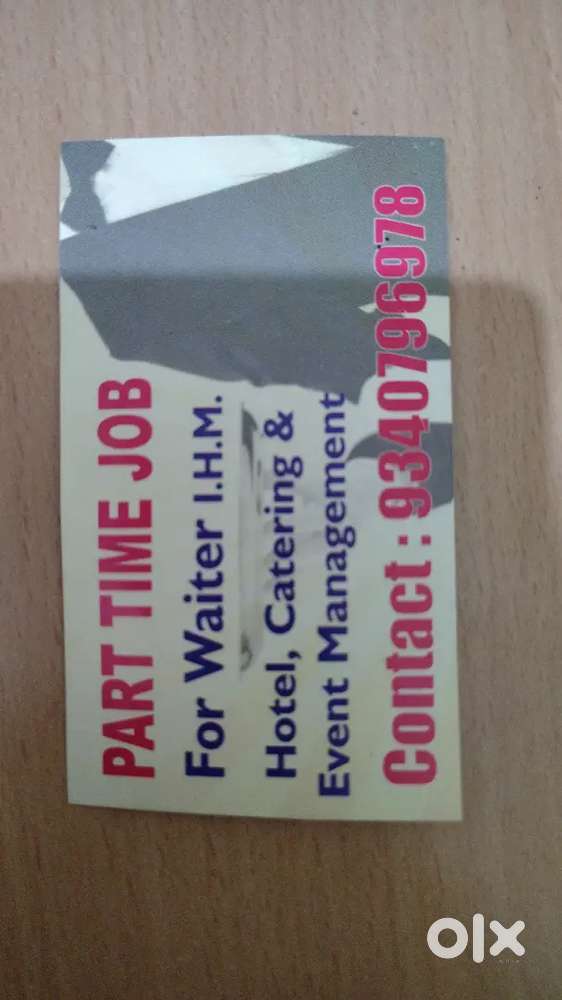 PART TIME JOB
For Waiter I.H.M.
Hotel, Catering &
Event Management
Contact : 9340796978
olx